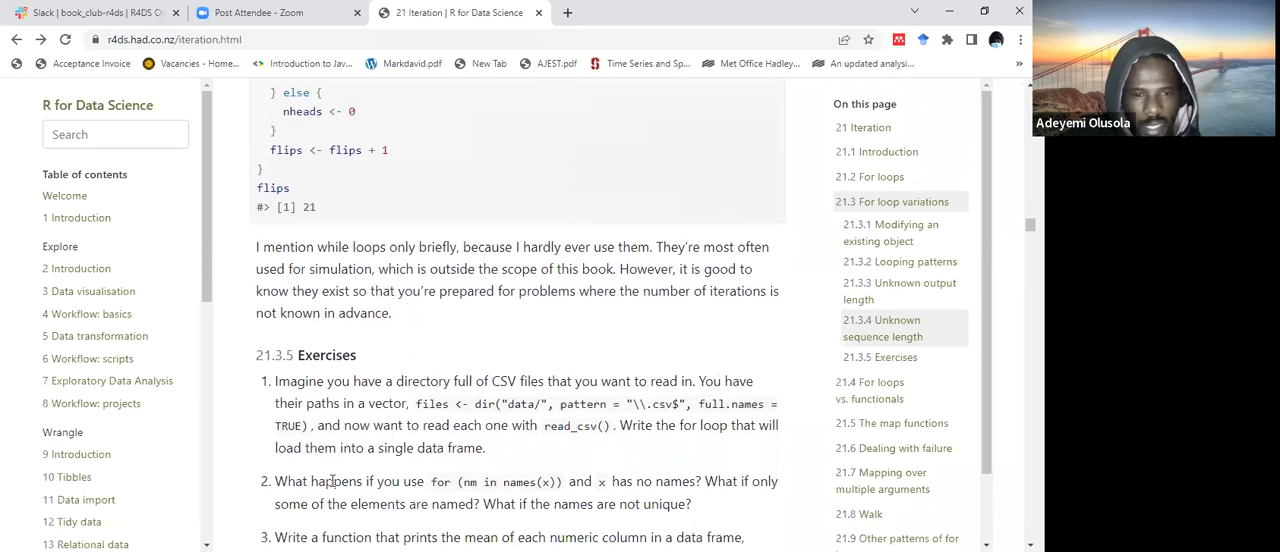 Slack | book_club-r4ds | R4DS O
Post Attendee - Zoom
21 Iteration | R for Data Science
r4ds.had.co.nz/iteration.html
Acceptance Invoice
Vacancies - Home...
Introduction to Jav...
Markdavid.pdf
New Tab
AJEST.pdf
Time Series and Sp...
Met Office Hadley...
An updated analysi...
»
Adeyemi Olusola
R for Data Science
Search
Table of contents
Welcome
1 Introduction
Explore
2 Introduction
3 Data visualisation
4 Workflow: basics
5 Data transformation
6 Workflow: scripts
7 Exploratory Data Analysis
8 Workflow: projects
Wrangle
9 Introduction
10 Tibbles
11 Data import
12 Tidy data
13 Relational data
} else {
nheads <- 0
}
flips <- flips + 1
}
flips
#> [1] 21
I mention while loops only briefly, because I hardly ever use them. They're most often
used for simulation, which is outside the scope of this book. However, it is good to
know they exist so that you're prepared for problems where the number of iterations is
not known in advance.
21.3.5 Exercises
1. Imagine you have a directory full of CSV files that you want to read in. You have
their paths in a vector, files <- dir("data/", pattern = "\\.csv$", full.names =
TRUE), and now want to read each one with read_csv(). Write the for loop that will
load them into a single data frame.
2. What happens if you use for (nm in names(x)) and x has no names? What if only
some of the elements are named? What if the names are not unique?
3. Write a function that prints the mean of each numeric column in a data frame,
On this page
21 Iteration
21.1 Introduction
21.2 For loops
21.3 For loop variations
21.3.1 Modifying an
existing object
21.3.2 Looping patterns
21.3.3 Unknown output
length
21.3.4 Unknown
sequence length
21.3.5 Exercises
21.4 For loops
vs. functionals
21.5 The map functions
21.6 Dealing with failure
21.7 Mapping over
multiple arguments
21.8 Walk
21.9 Other patterns of for